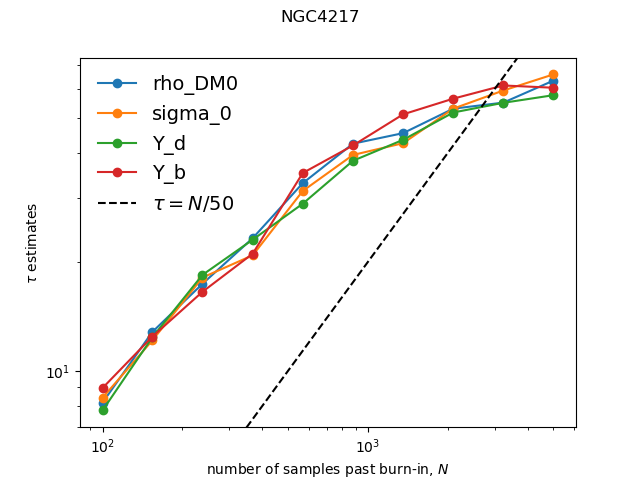 NGC4217
rho_DM0
sigma_0
Y_d
Y_b
τ = N/50
τ estimates
10¹
10² 10³
number of samples past burn-in, N